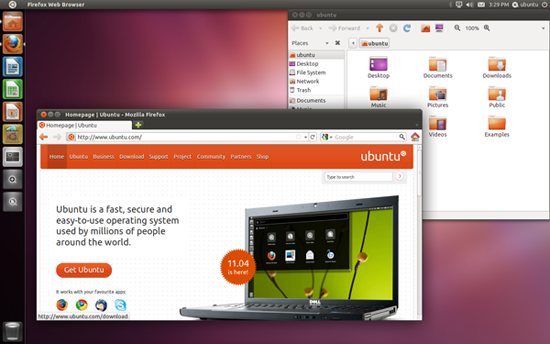 Firefox Web Browser
3:29 PM ubuntu
ubuntu
Back Forward 100%
Places
ubuntu
ubuntu
Desktop
File System
Network
Trash
Documents
Music
Desktop
Documents
Downloads
Music
Pictures
Public
Videos
Examples
Homepage | Ubuntu - Mozilla Firefox
Homepage | Ubuntu
http://www.ubuntu.com/
Google
Home Ubuntu Business Download Support Project Community Partners Shop
ubuntu
Type to search
Ubuntu is a fast, secure and
easy-to-use operating system
used by millions of people
around the world.
Get Ubuntu
11.04
is here!
It works with your favourite apps:
http://www.ubuntu.com/download
DELL